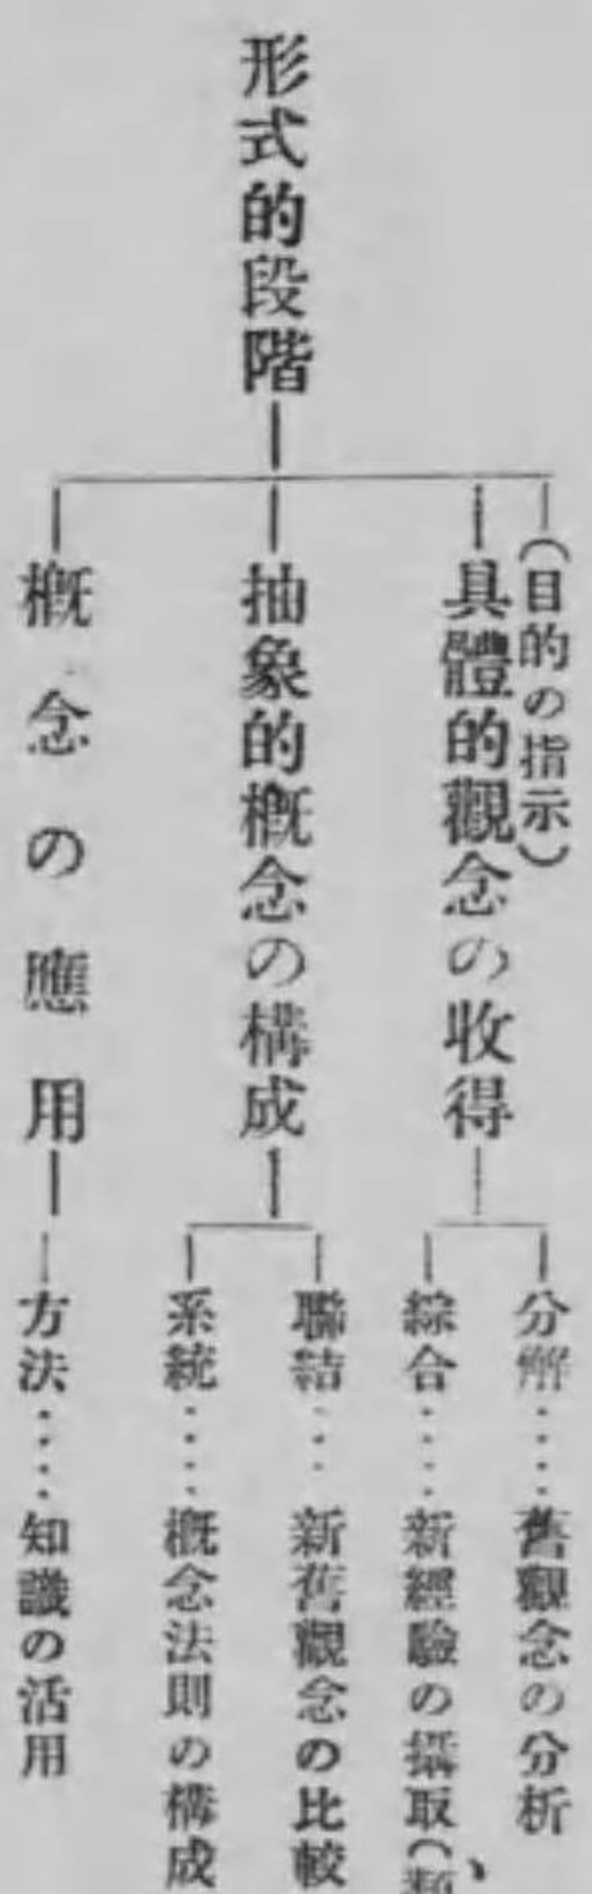 形式的段階
（目的の指示）
具體的觀念の收得
分解‥‥舊觀念の分析
綜合‥‥新經驗の攝取（類
抽象的概念の構成
聯結‥‥新舊觀念の比較
系統‥‥概念法則の構成
概念の應用
方法‥‥知識の活用